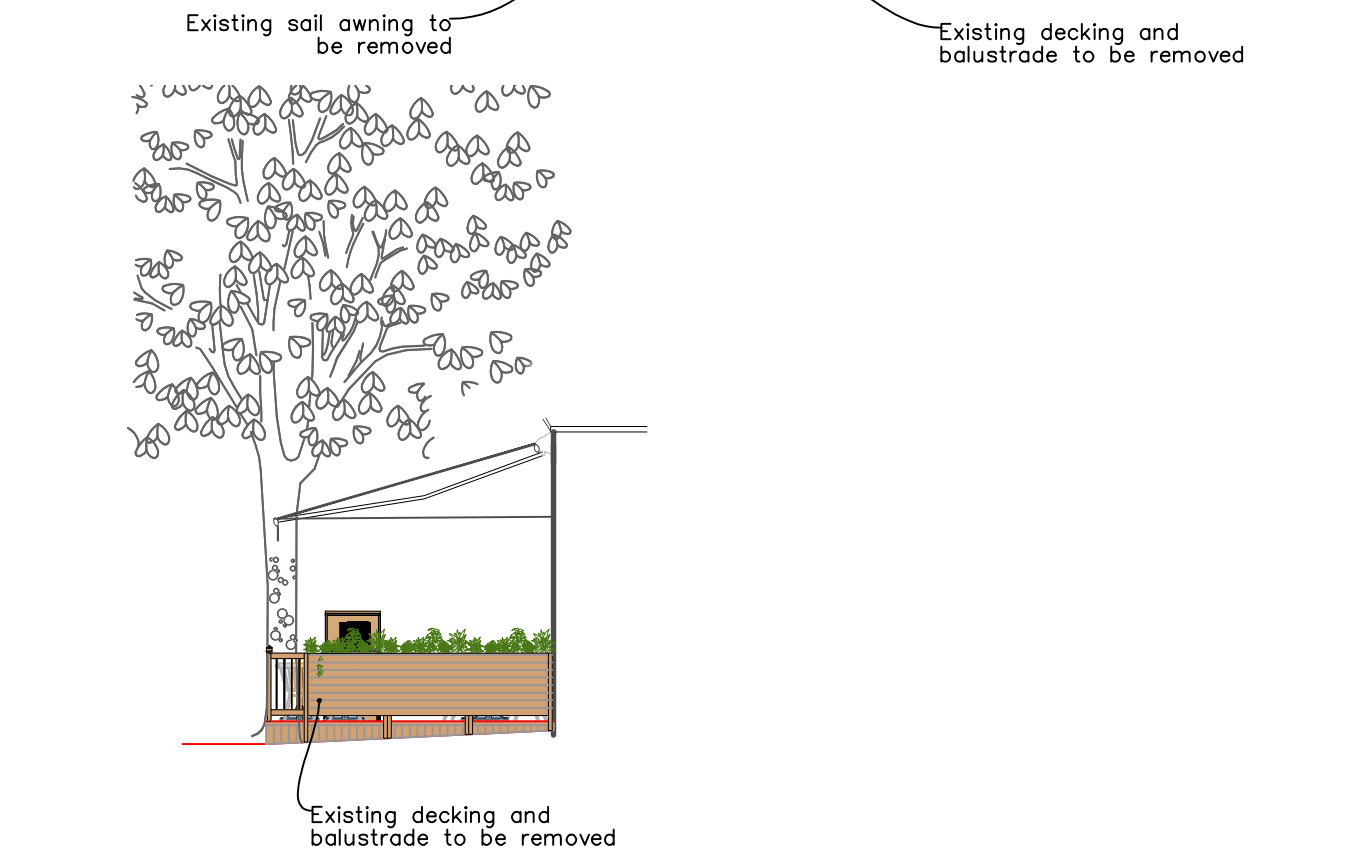 Existing sail awning to
be removed
Existing decking and
balustrade to be removed
Existing decking and
balustrade to be removed